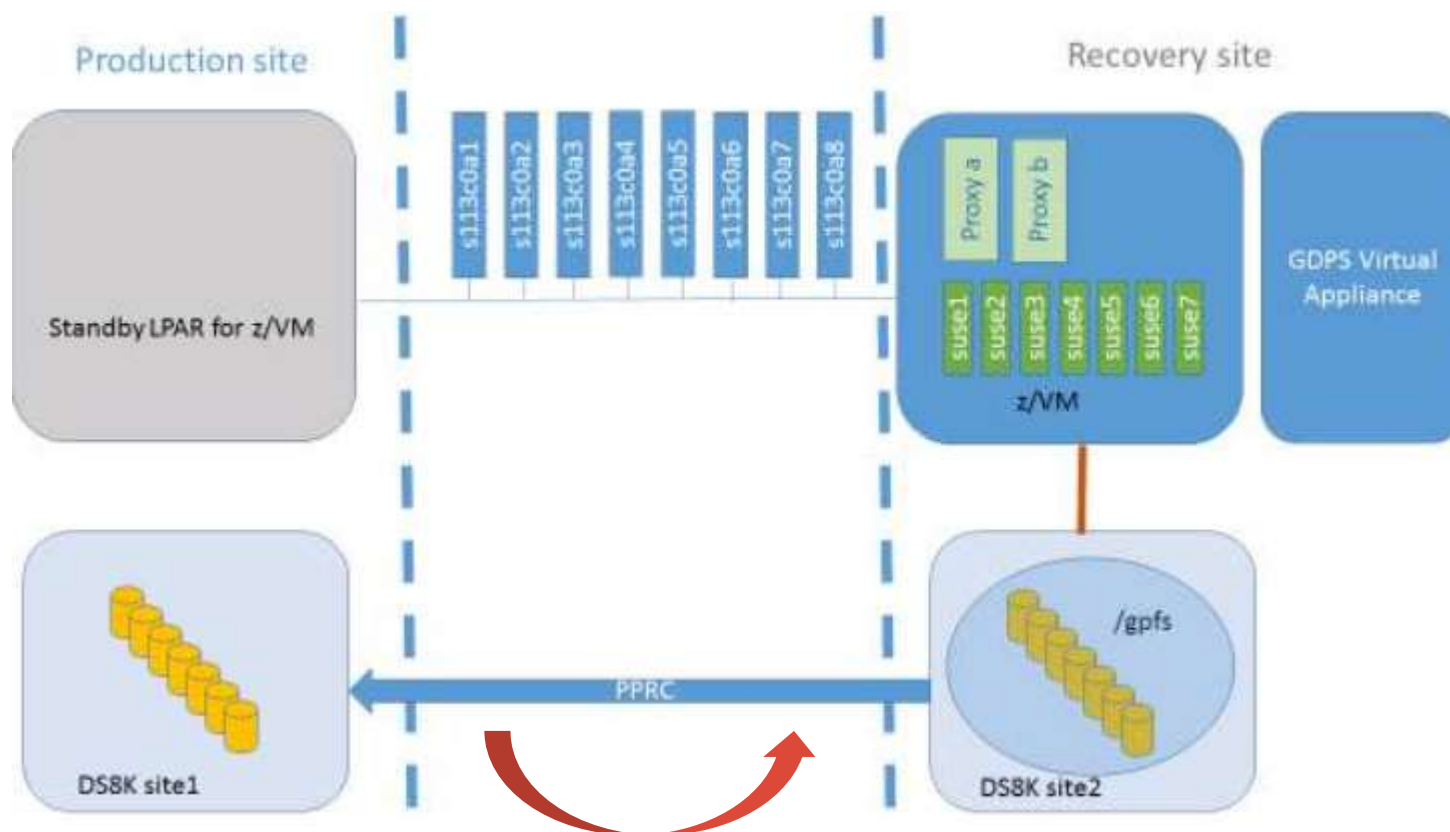 Production site
Recovery site
s113c0a1
s113c0a2
s113c0a3
s113c0a4
s113c0a5
s113c0a6
s113c0a7
s113c0a8
Standby LPAR for z/VM
Proxy a
Proxy b
suse1
suse2
suse3
suse4
suse5
suse6
suse7
z/VM
GDPS Virtual
Appliance
/gpfs
PPRC
DS8K site1
DS8K site2